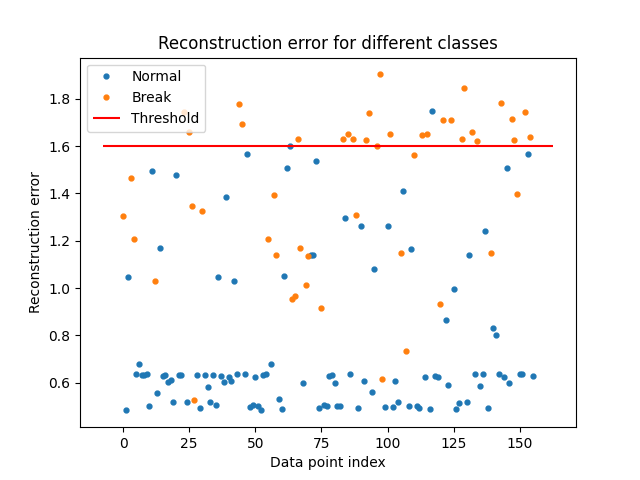 Reconstruction error for different classes
Normal
Break
Threshold
1.8
1.6
1.4
1.2
1.0
0.8
0.6
Reconstruction error
0 25 50 75 100 125 150
Data point index